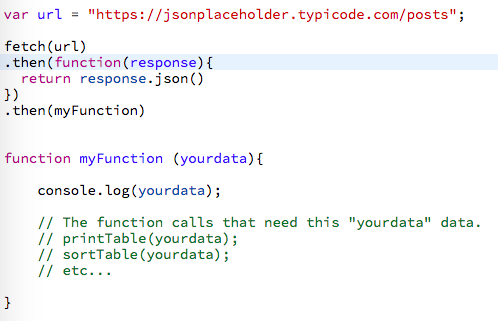 var url = "https://jsonplaceholder.typicode.com/posts";
fetch(url)
.then(function(response){
  return response.json()
})
.then(myFunction)
function myFunction (yourdata){
    console.log(yourdata);
    // The function calls that need this "yourdata" data.
    // printTable(yourdata);
    // sortTable(yourdata);
    // etc...
}